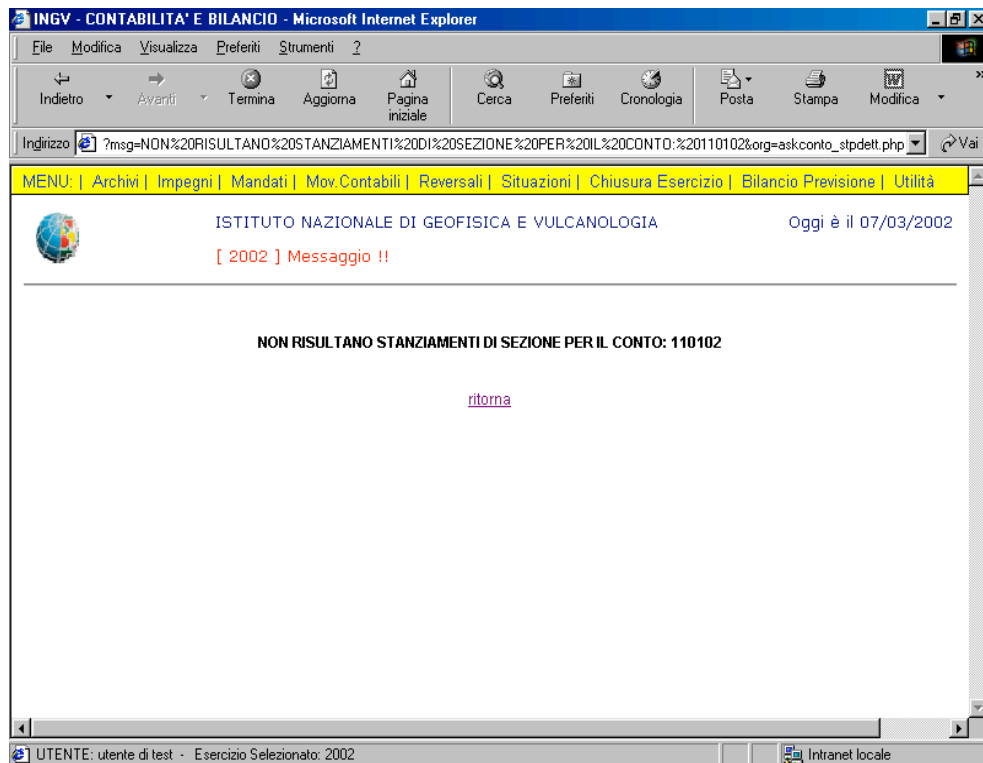 INGV - CONTABILITA' E BILANCIO - Microsoft Internet Explorer
File Modifica Visualizza Preferiti Strumenti ?
Indietro Avanti Termina Aggiorna Pagina iniziale Cerca Preferiti Cronologia Posta Stampa Modifica »
Indirizzo ?msg=NON%20RISULTANO%20STANZIAMENTI%20DI%20SEZIONE%20PER%20IL%20CONTO:%20110102&org=askconto_stpdett.php Vai
MENU: | Archivi | Impegni | Mandati | Mov.Contabili | Reversali | Situazioni | Chiusura Esercizio | Bilancio Previsione | Utilità
ISTITUTO NAZIONALE DI GEOFISICA E VULCANOLOGIA Oggi è il 07/03/2002
[ 2002 ] Messaggio !!
NON RISULTANO STANZIAMENTI DI SEZIONE PER IL CONTO: 110102
ritorna
UTENTE: utente di test - Esercizio Selezionato: 2002 Intranet locale